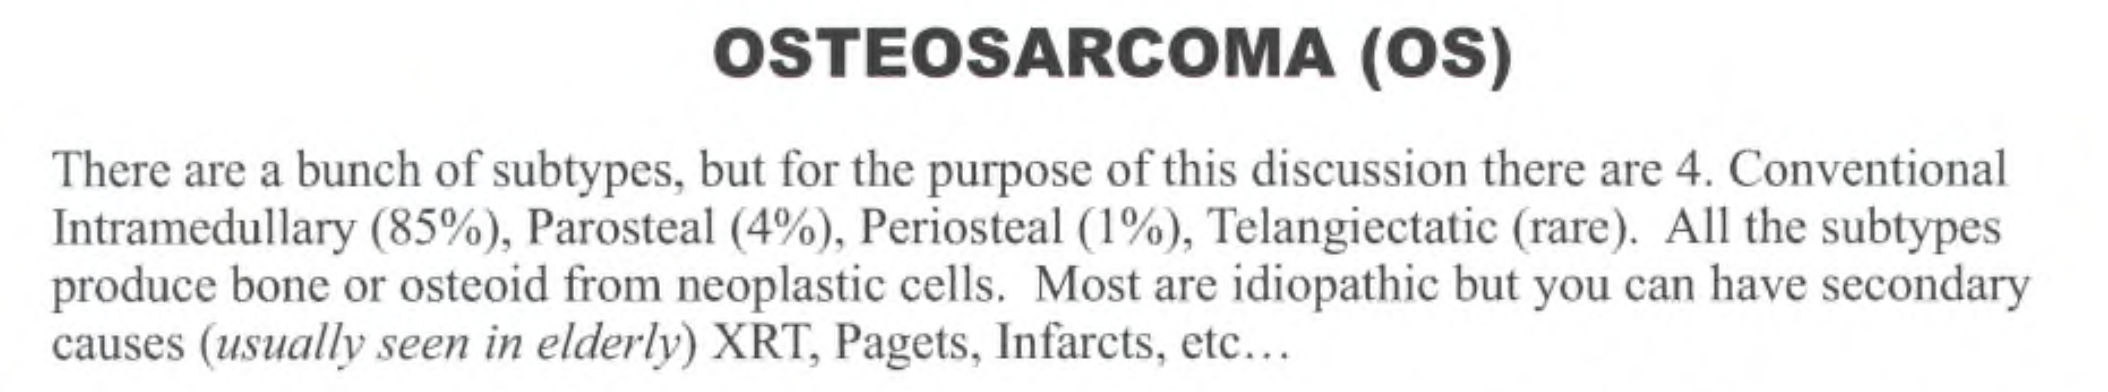 OSTEOSARCOMA (OS)
There are a bunch of subtypes, but for the purpose of this discussion there are 4. Conventional
Intramedullary (85%), Parosteal (4%), Periosteal (1%), Telangiectatic (rare).  All the subtypes
produce bone or osteoid from neoplastic cells.  Most are idiopathic but you can have secondary
causes (usually seen in elderly) XRT, Pagets, Infarcts, etc…